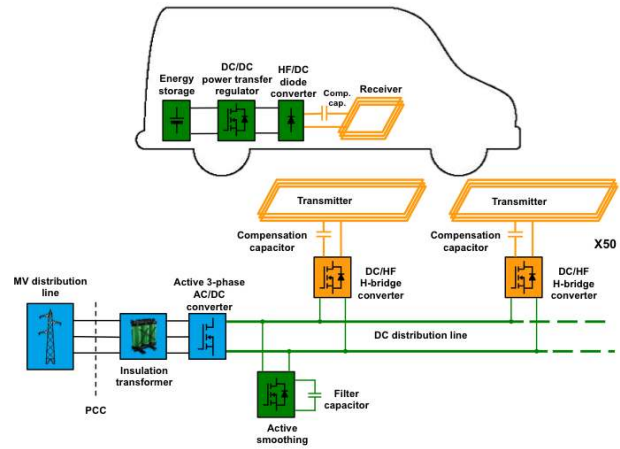 DC/DC
power transfer
regulator
HF/DC
diode
converter
Energy
storage
Comp.
cap.
Receiver
Transmitter
Transmitter
Compensation
capacitor
Compensation
capacitor
X50
DC/HF
H-bridge
converter
DC/HF
H-bridge
converter
MV distribution
line
Active 3-phase
AC/DC
converter
DC distribution line
Insulation
transformer
PCC
Filter
capacitor
Active
smoothing